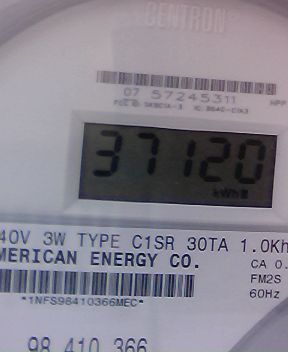 CENTRON
07 57245311
HPP
37120
kWh
40V 3W TYPE C1SR 30TA 1.0Kh
MERICAN ENERGY CO.
CA 0.
FM2S
*1NFS98410366MEC*
60Hz
98 410 366